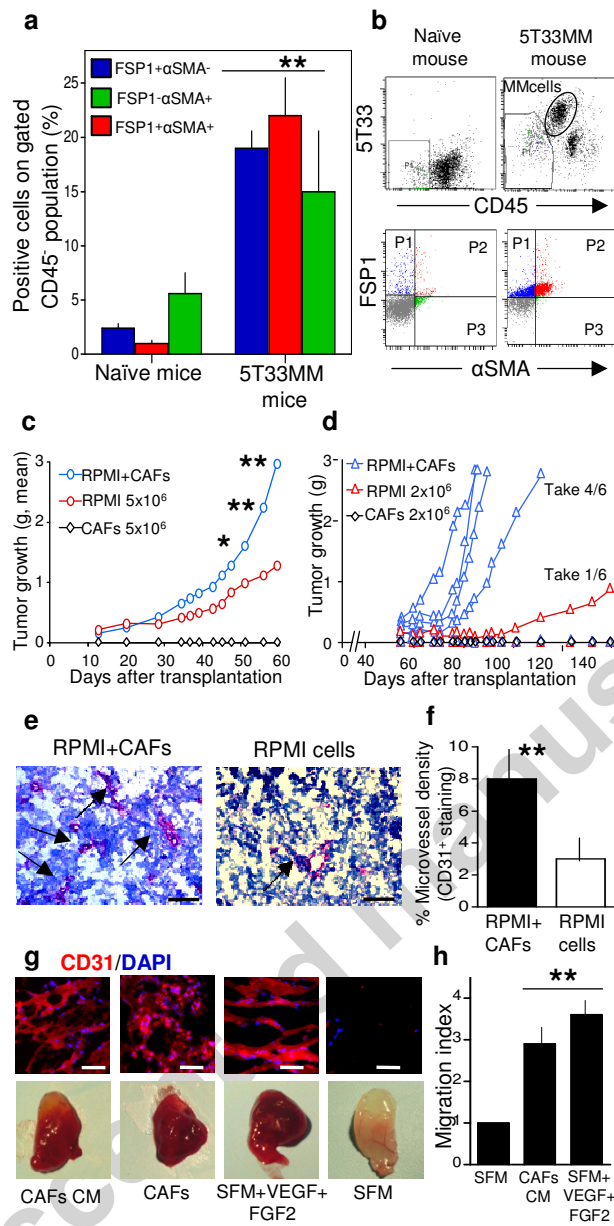 a
Positive cells on gated
CD45- population (%)
25
20
15
10
5
0
FSP1+αSMA-
FSP1-αSMA+
FSP1+αSMA+
**
Naïve mice
5T33MM
mice
b
Naïve
mouse
5T33MM
mouse
MMcells
5T33
P1
P1
CD45
P1
P2
P3
P1
P2
P3
FSP1
αSMA
c
Tumor growth (g, mean)
3
2
1
0
RPMI+CAFs
RPMI 5x10⁶
CAFs 5x10⁶
**
**
*
0 10 20 30 40 50 60
Days after transplantation
d
Tumor growth (g)
3
2
1
0
RPMI+CAFs
RPMI 2x10⁶
CAFs 2x10⁶
Take 4/6
Take 1/6
0 40 60 80 100 120 140
Days after transplantation
e
RPMI+CAFs
RPMI cells
f
% Microvessel density
(CD31⁺ staining)
10
8
6
4
2
0
**
RPMI+
CAFs
RPMI
cells
g
CD31/DAPI
CAFs CM
CAFs
SFM+VEGF+
FGF2
SFM
h
Migration index
4
3
2
1
0
**
SFM
CAFs
CM
SFM+
VEGF+
FGF2